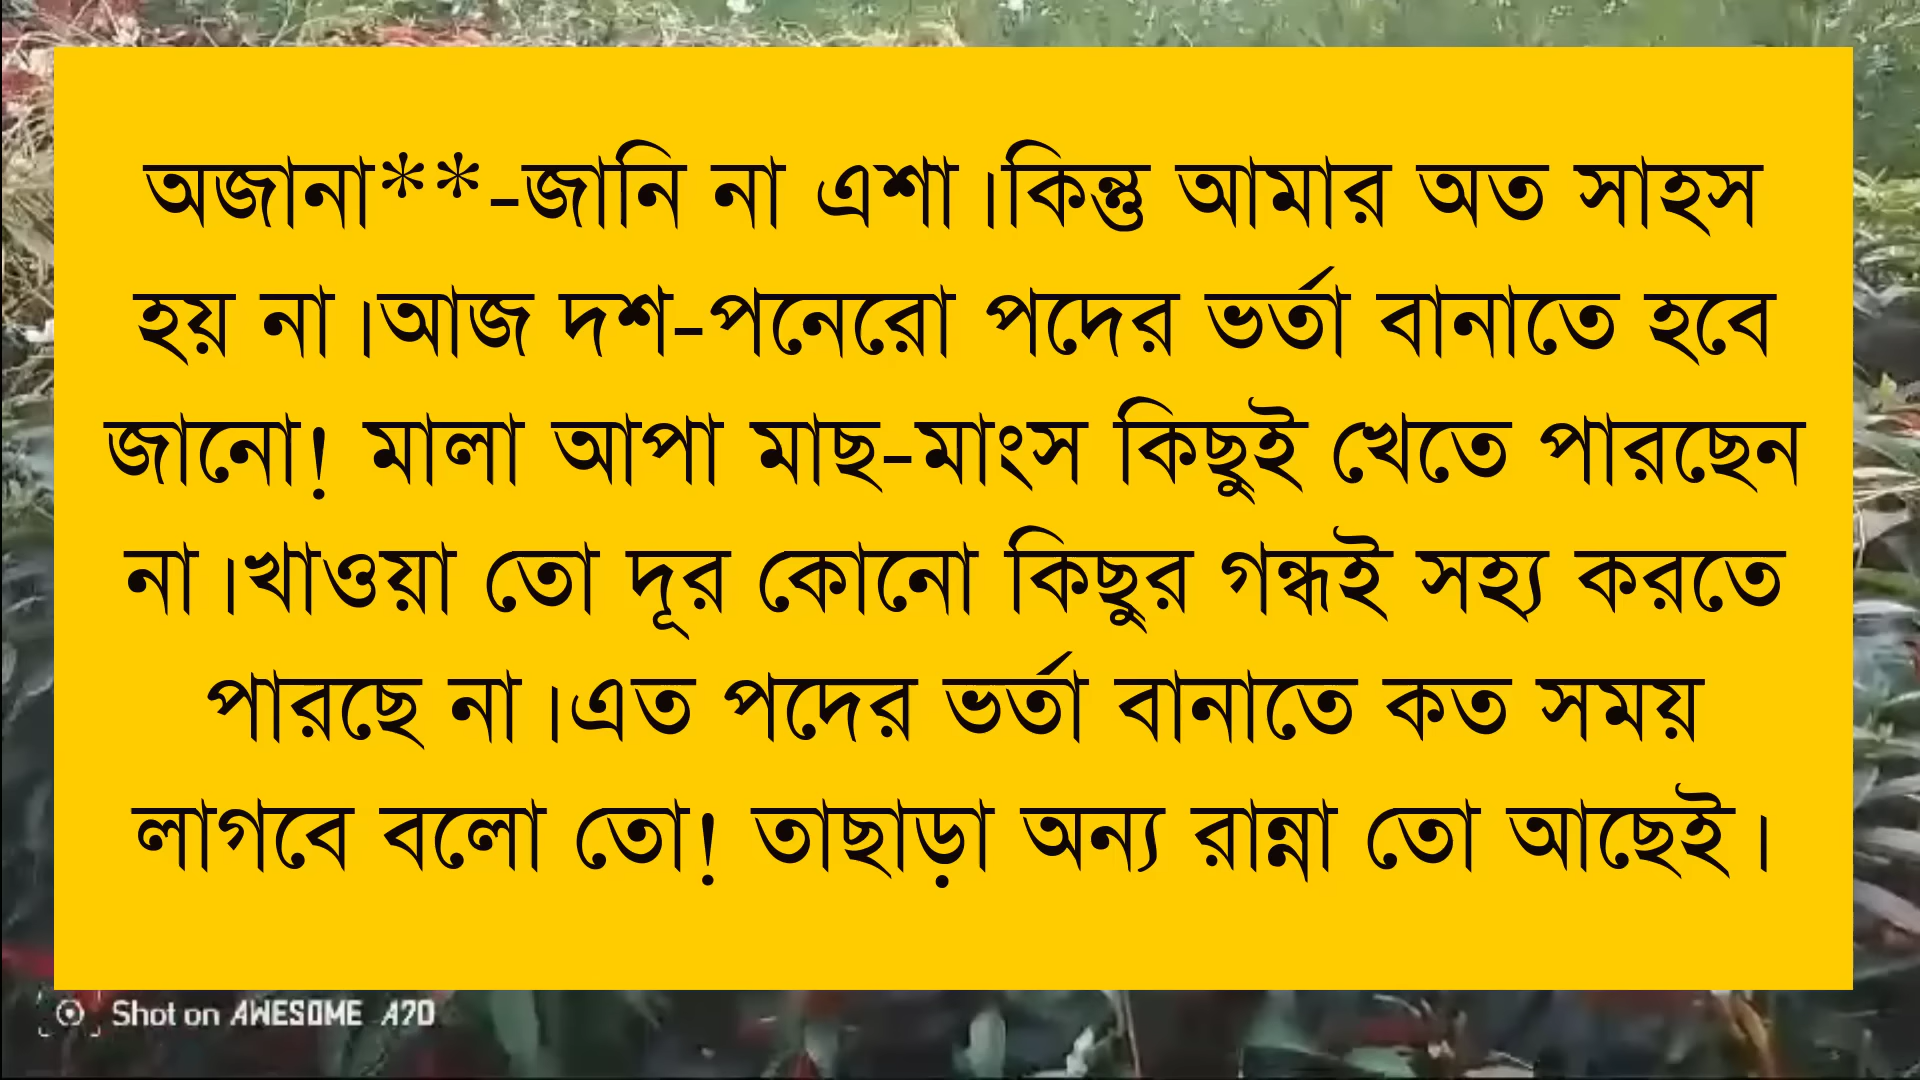 অজানা**-জানি না এশা।কিন্তু আমার অত সাহস
হয় না।আজ দশ-পনেরো পদের ভর্তা বানাতে হবে
জানো! মালা আপা মাছ-মাংস কিছুই খেতে পারছেন
না।খাওয়া তো দূর কোনো কিছুর গন্ধই সহ্য করতে
পারছে না।এত পদের ভর্তা বানাতে কত সময়
লাগবে বলো তো! তাছাড়া অন্য রান্না তো আছেই।
Shot on AWESOME A70